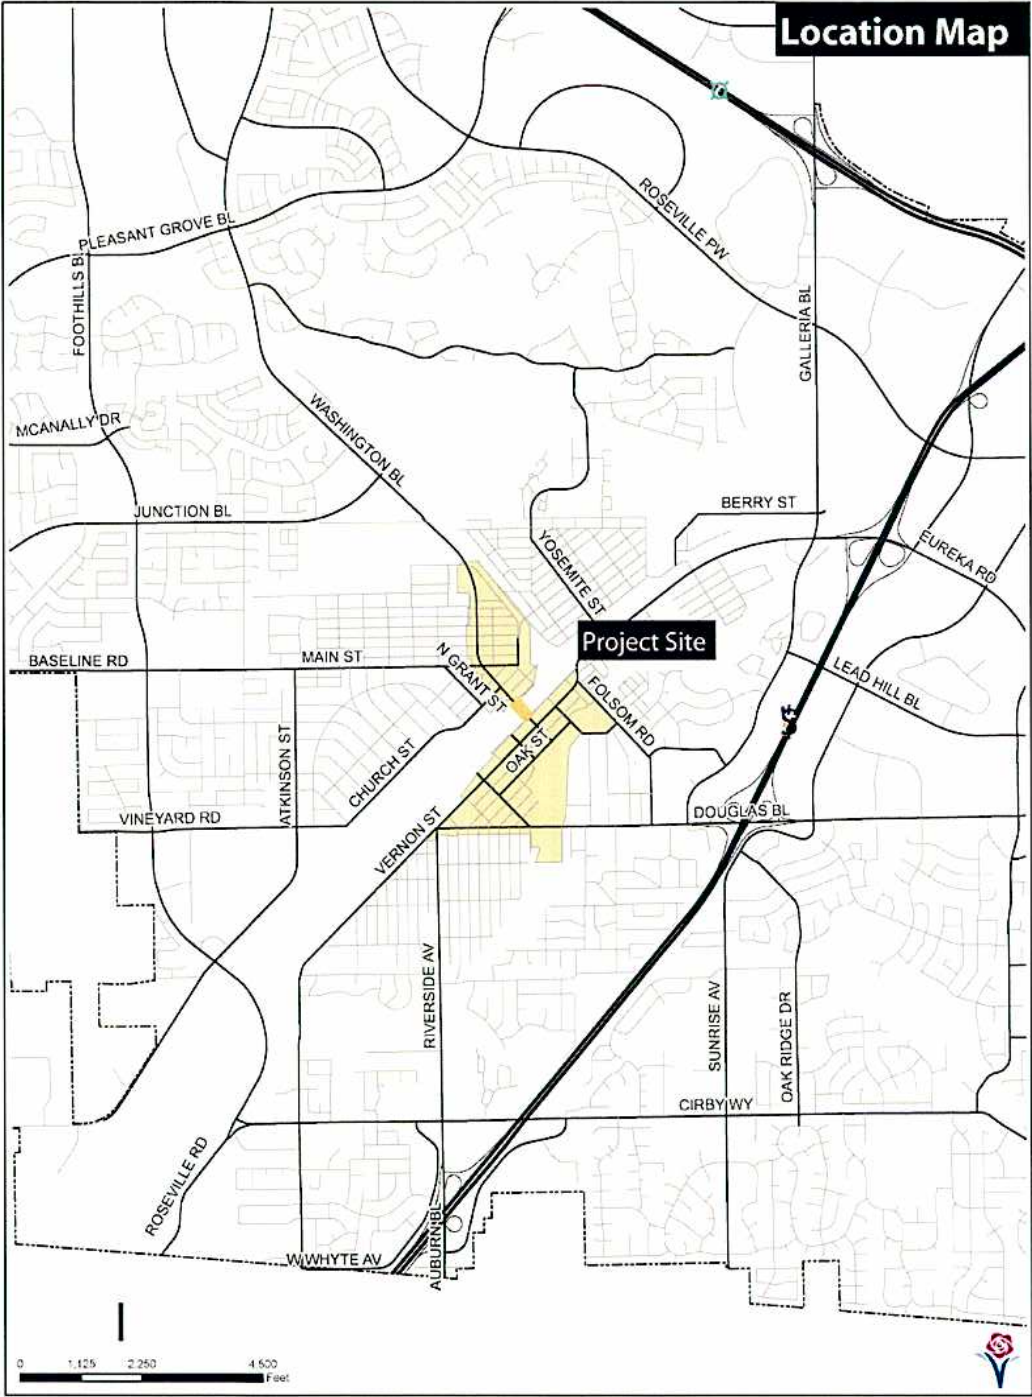 Location Map
ROSEVILLE PW
PLEASANT GROVE BL
FOOTHILLS BL
GALLERIA BL
MCANALLY DR
WASHINGTON BL
JUNCTION BL
BERRY ST
EUREKA RD
YOSEMITE ST
Project Site
BASELINE RD
MAIN ST
N GRANT ST
FOLSOM RD
LEAD HILL BL
OAK ST
CHURCH ST
ATKINSON ST
VINEYARD RD
VERNON ST
DOUGLAS BL
RIVERSIDE AV
SUNRISE AV
OAK RIDGE DR
CIRBY WY
ROSEVILLE RD
W WHYTE AV
AUBURN BL
0 1,125 2,250 4,500
Feet